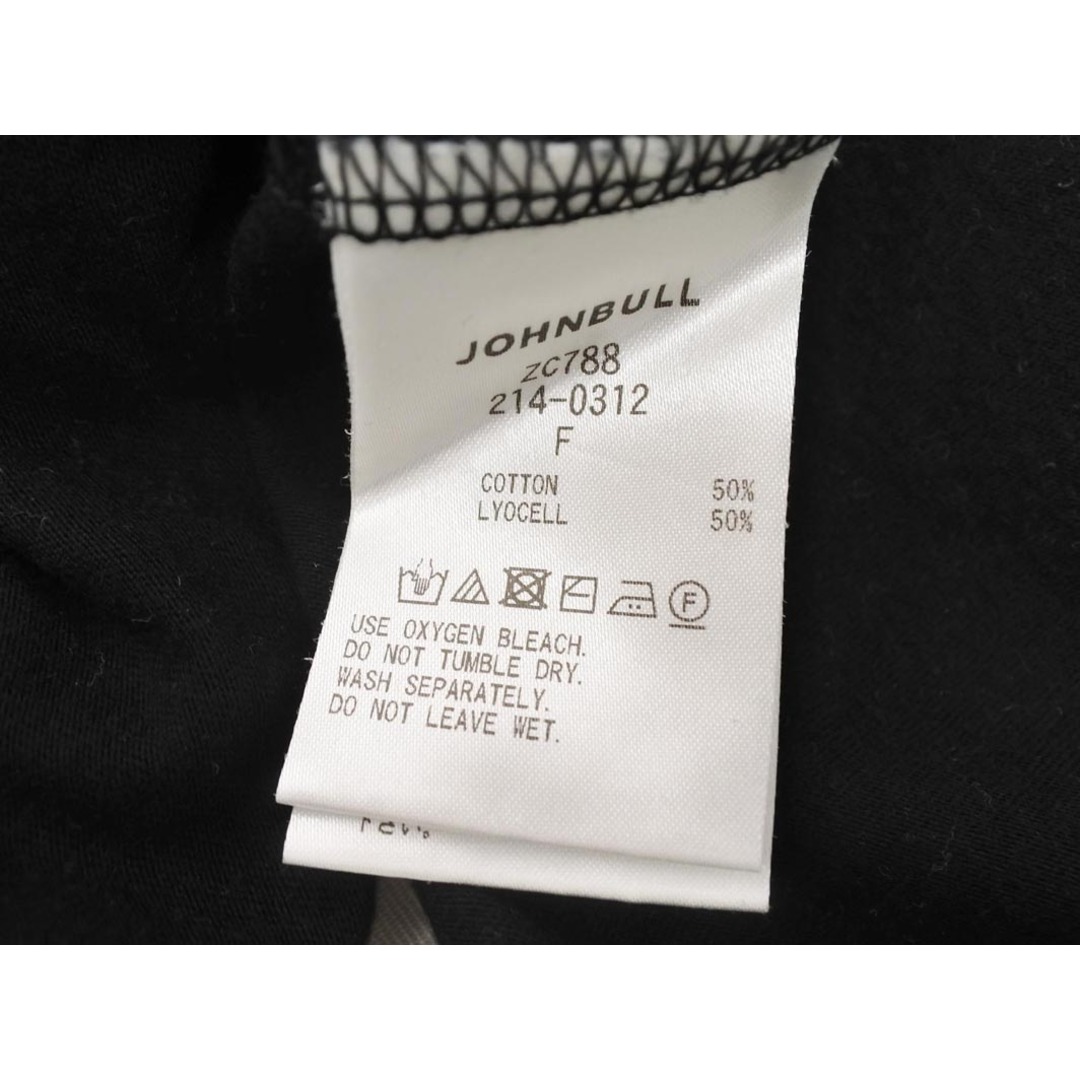 JOHNBULL
ZC788
214-0312
F
COTTON 50%
LYOCELL 50%
F
USE OXYGEN BLEACH.
DO NOT TUMBLE DRY.
WASH SEPARATELY.
DO NOT LEAVE WET.